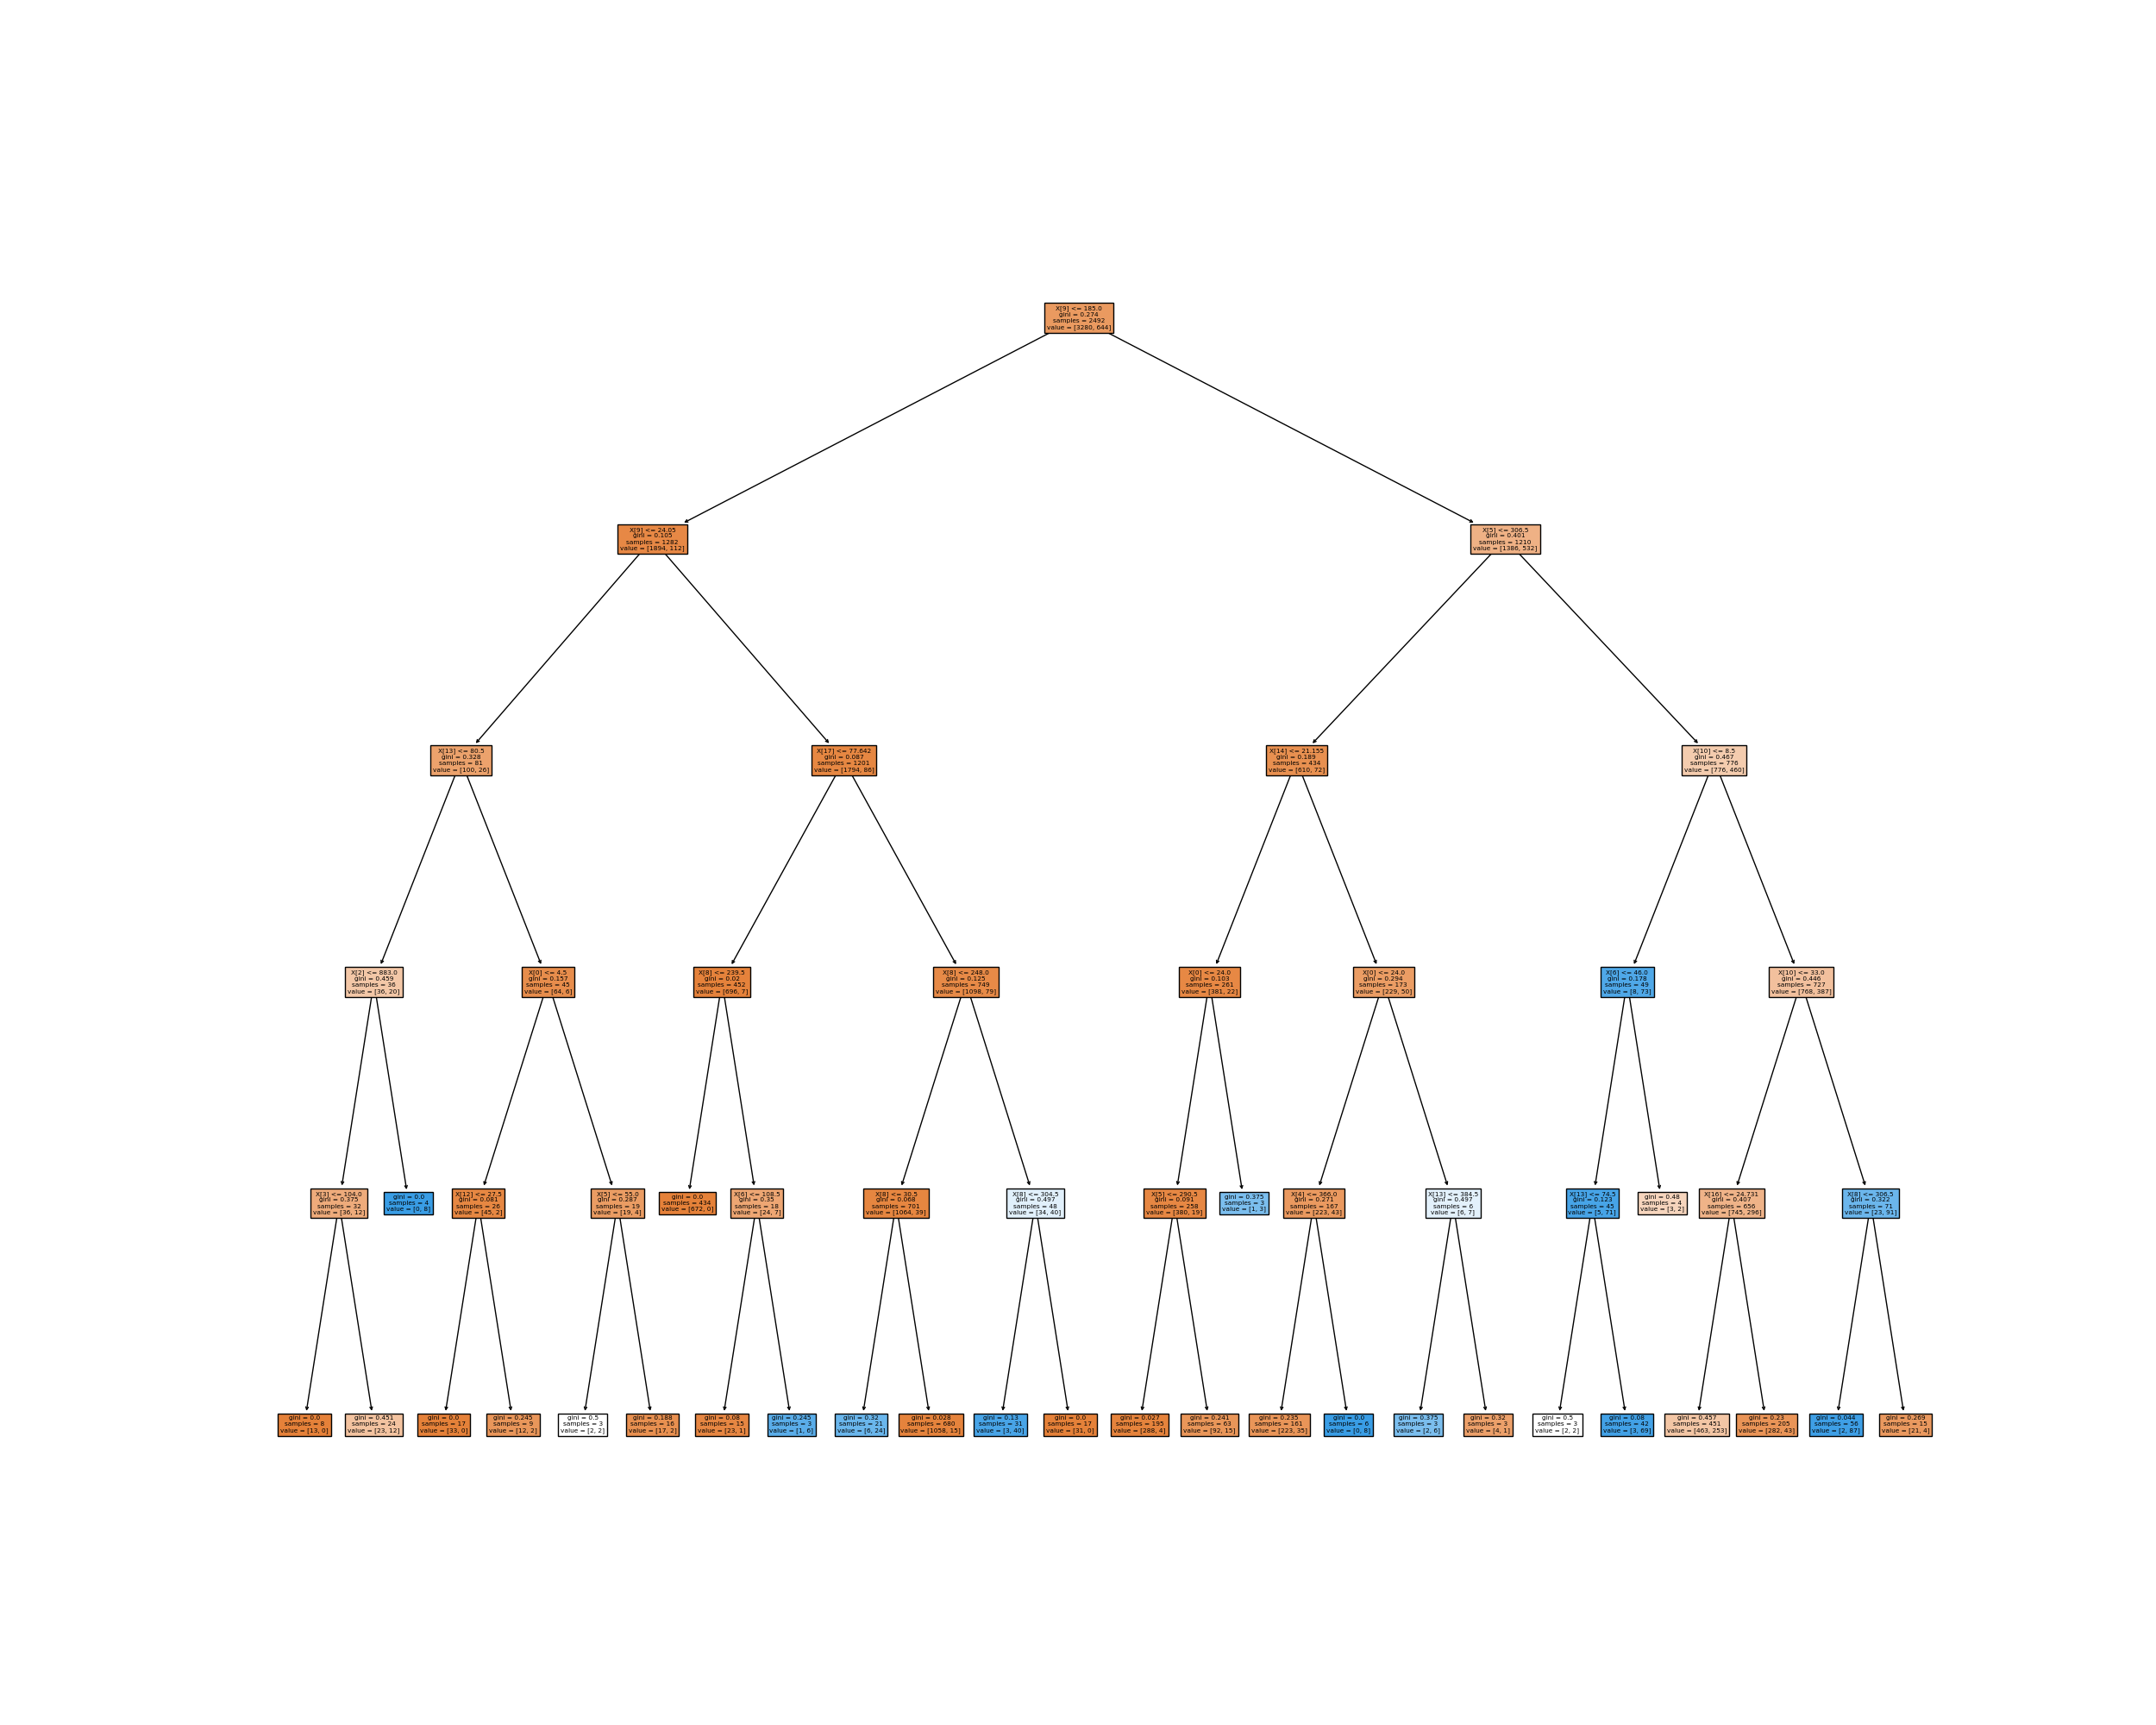 X[9] <= 185.0
gini = 0.274
samples = 2492
value = [3280, 644]
X[9] <= 24.05
gini = 0.105
samples = 1282
value = [1894, 112]
X[5] <= 306.5
gini = 0.401
samples = 1210
value = [1386, 532]
X[13] <= 80.5
gini = 0.328
samples = 81
value = [100, 26]
X[17] <= 77.642
gini = 0.087
samples = 1201
value = [1794, 86]
X[14] <= 21.155
gini = 0.189
samples = 434
value = [610, 72]
X[10] <= 8.5
gini = 0.467
samples = 776
value = [776, 460]
X[2] <= 883.0
gini = 0.459
samples = 36
value = [36, 20]
X[0] <= 4.5
gini = 0.157
samples = 45
value = [64, 6]
X[8] <= 239.5
gini = 0.02
samples = 452
value = [696, 7]
X[8] <= 248.0
gini = 0.125
samples = 749
value = [1098, 79]
X[0] <= 24.0
gini = 0.103
samples = 261
value = [381, 22]
X[0] <= 24.0
gini = 0.294
samples = 173
value = [229, 50]
X[6] <= 46.0
gini = 0.178
samples = 49
value = [8, 73]
X[10] <= 33.0
gini = 0.446
samples = 727
value = [768, 387]
X[3] <= 104.0
gini = 0.375
samples = 32
value = [36, 12]
gini = 0.0
samples = 4
value = [0, 8]
X[12] <= 27.5
gini = 0.081
samples = 26
value = [45, 2]
X[5] <= 55.0
gini = 0.287
samples = 19
value = [19, 4]
gini = 0.0
samples = 434
value = [672, 0]
X[6] <= 108.5
gini = 0.35
samples = 18
value = [24, 7]
X[8] <= 30.5
gini = 0.068
samples = 701
value = [1064, 39]
X[8] <= 304.5
gini = 0.497
samples = 48
value = [34, 40]
X[5] <= 290.5
gini = 0.091
samples = 258
value = [380, 19]
gini = 0.375
samples = 3
value = [1, 3]
X[4] <= 366.0
gini = 0.271
samples = 167
value = [223, 43]
X[13] <= 384.5
gini = 0.497
samples = 6
value = [6, 7]
X[13] <= 74.5
gini = 0.123
samples = 45
value = [5, 71]
gini = 0.48
samples = 4
value = [3, 2]
X[16] <= 24.731
gini = 0.407
samples = 656
value = [745, 296]
X[8] <= 306.5
gini = 0.322
samples = 71
value = [23, 91]
gini = 0.0
samples = 8
value = [13, 0]
gini = 0.451
samples = 24
value = [23, 12]
gini = 0.0
samples = 17
value = [33, 0]
gini = 0.245
samples = 9
value = [12, 2]
gini = 0.5
samples = 3
value = [2, 2]
gini = 0.188
samples = 16
value = [17, 2]
gini = 0.08
samples = 15
value = [23, 1]
gini = 0.245
samples = 3
value = [1, 6]
gini = 0.32
samples = 21
value = [6, 24]
gini = 0.028
samples = 680
value = [1058, 15]
gini = 0.13
samples = 31
value = [3, 40]
gini = 0.0
samples = 17
value = [31, 0]
gini = 0.027
samples = 195
value = [288, 4]
gini = 0.241
samples = 63
value = [92, 15]
gini = 0.235
samples = 161
value = [223, 35]
gini = 0.0
samples = 6
value = [0, 8]
gini = 0.375
samples = 3
value = [2, 6]
gini = 0.32
samples = 3
value = [4, 1]
gini = 0.5
samples = 3
value = [2, 2]
gini = 0.08
samples = 42
value = [3, 69]
gini = 0.457
samples = 451
value = [463, 253]
gini = 0.23
samples = 205
value = [282, 43]
gini = 0.044
samples = 56
value = [2, 87]
gini = 0.269
samples = 15
value = [21, 4]